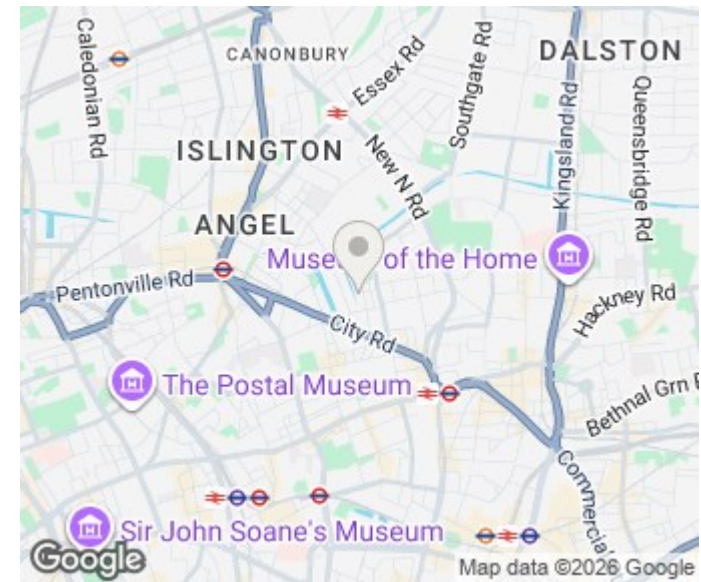 Caledonian Rd
CANONBURY
Essex Rd
Southgate Rd
DALSTON
Kingsland Rd
Queensbridge Rd
ISLINGTON
New N Rd
ANGEL
Museum of the Home
Pentonville Rd
City Rd
Hackney Rd
The Postal Museum
Bethnal Grn
Commercial
Sir John Soane's Museum
Google
Map data ©2026 Google